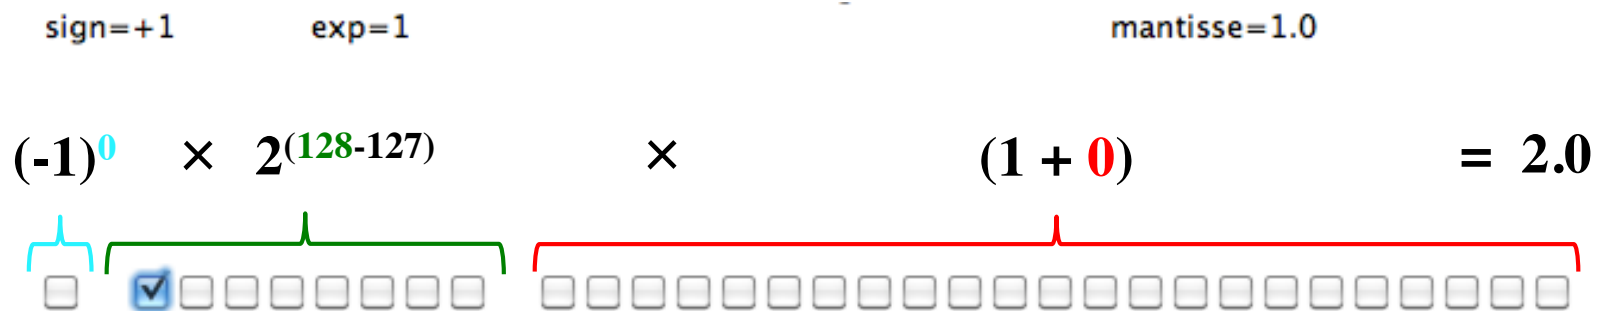 sign=+1 exp=1 mantisse=1.0
(-1)⁰ × 2⁽¹²⁸⁻¹²⁷⁾ × (1 + 0) = 2.0